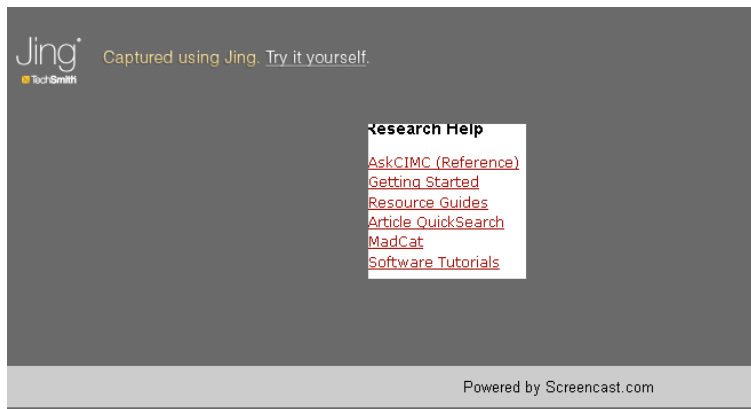 Jing
TechSmith
Captured using Jing. Try it yourself.
Research Help
AskCIMC (Reference)
Getting Started
Resource Guides
Article QuickSearch
MadCat
Software Tutorials
Powered by Screencast.com